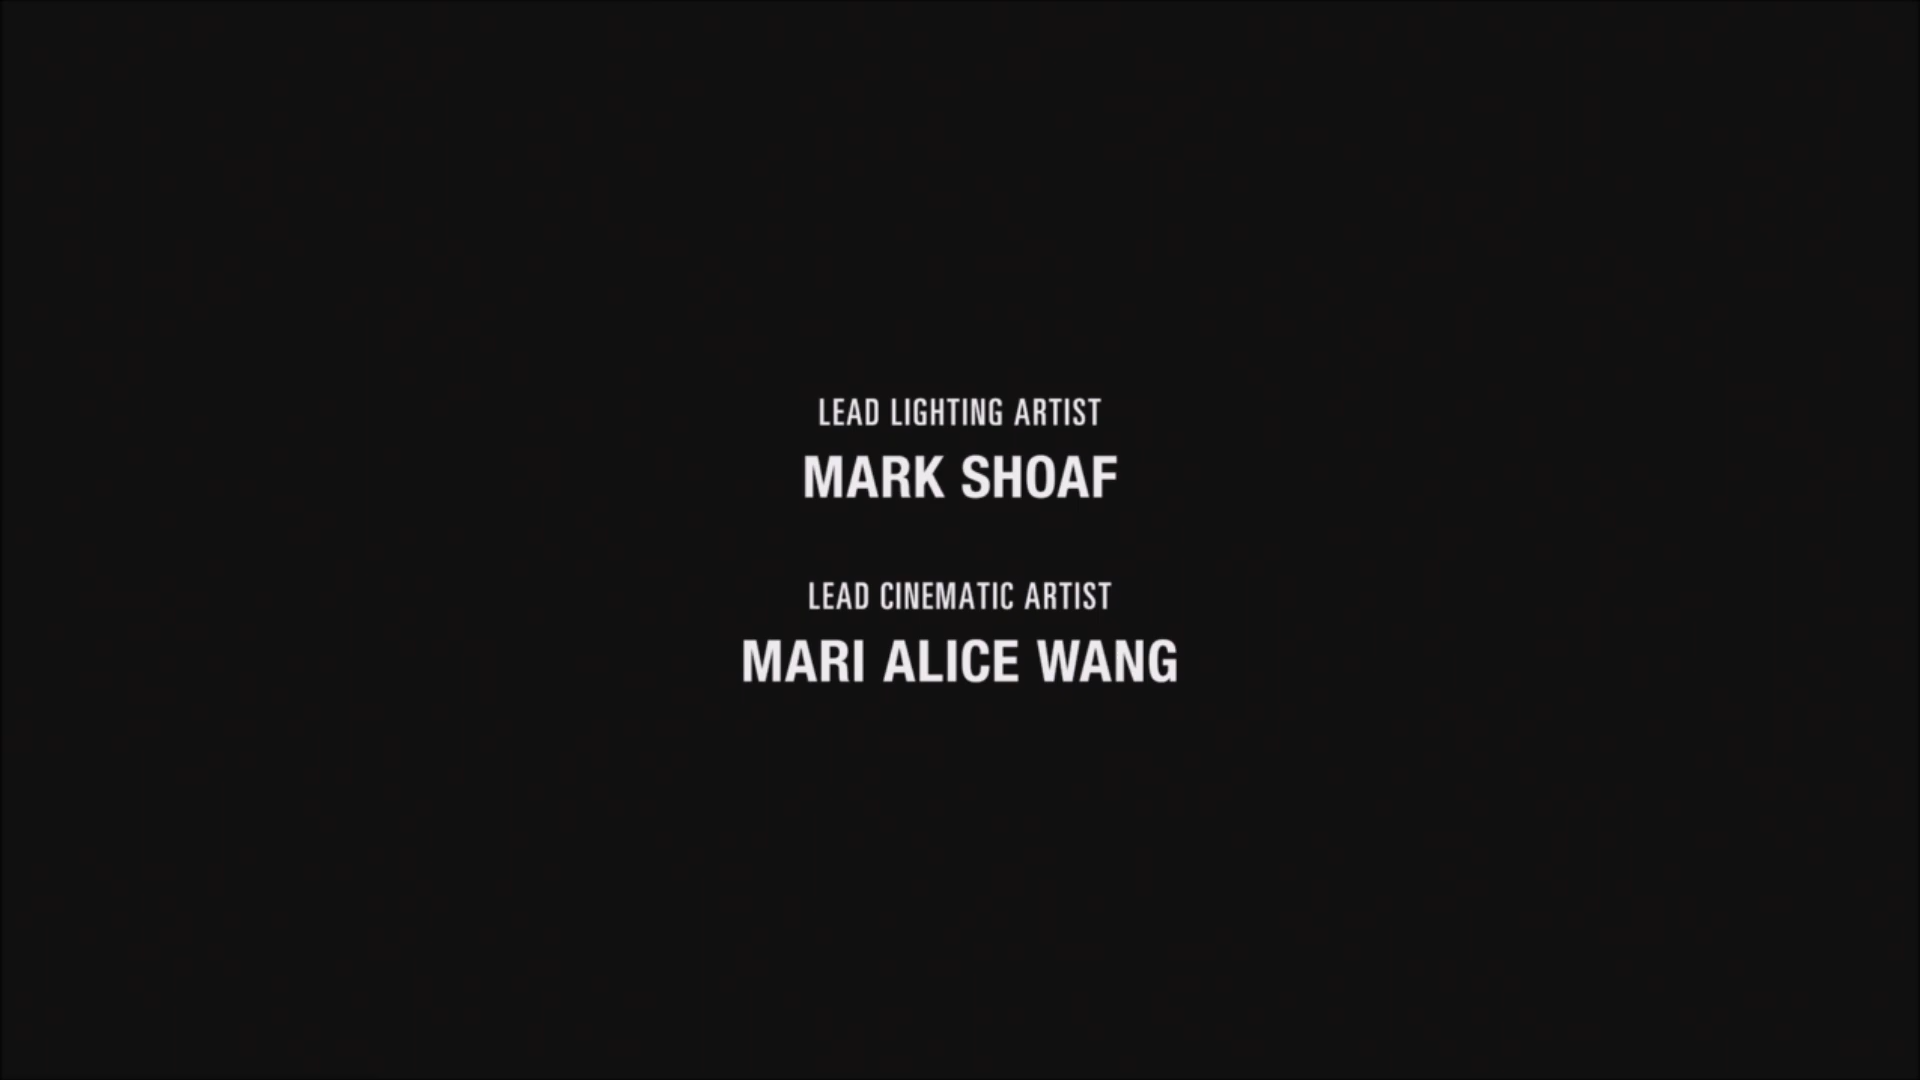 LEAD LIGHTING ARTIST
MARK SHOAF
LEAD CINEMATIC ARTIST
MARI ALICE WANG